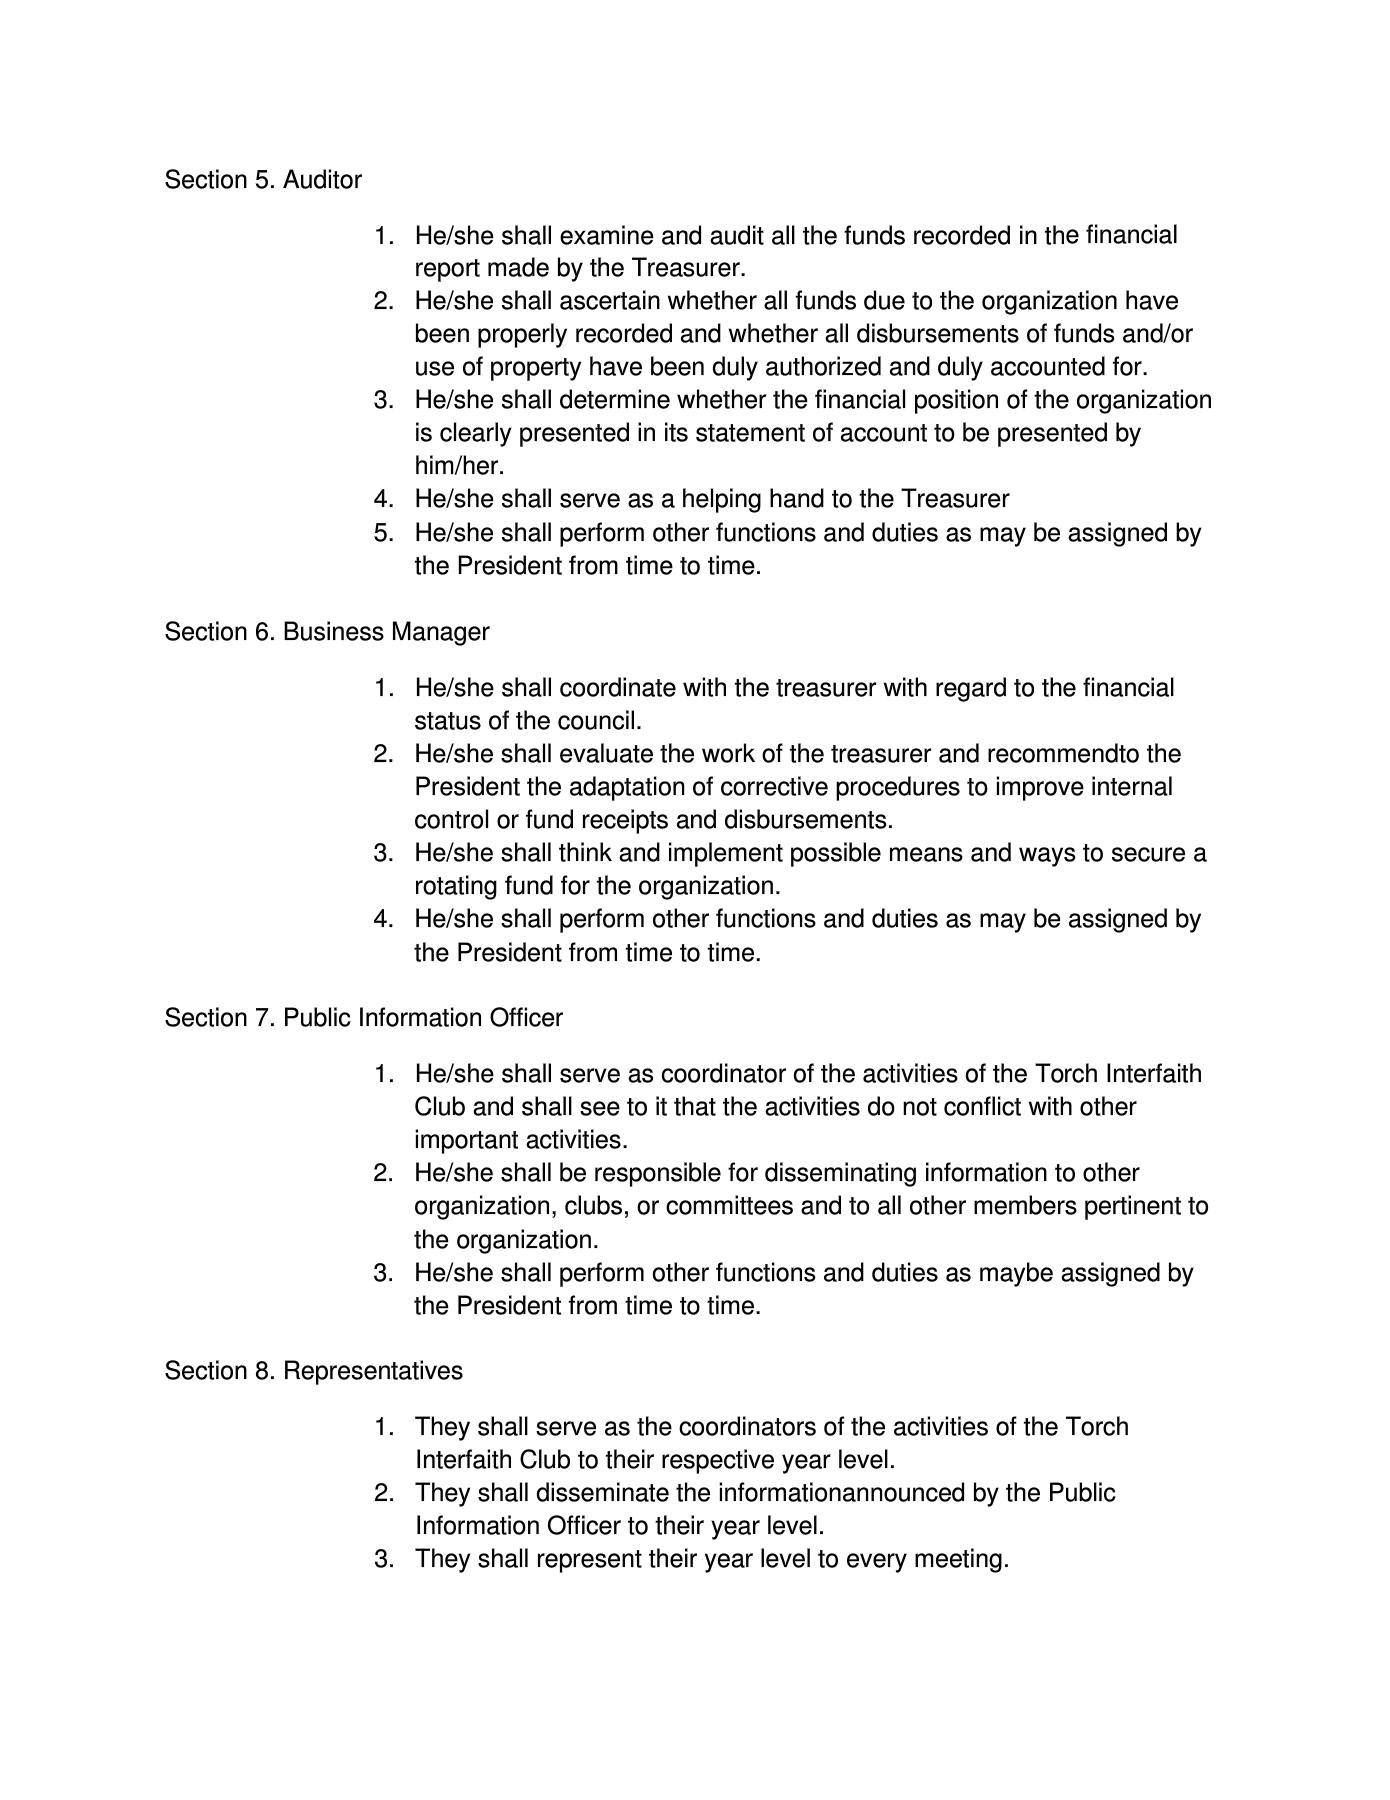 Section 5. Auditor
1. He/she shall examine and audit all the funds recorded in the financial
report made by the Treasurer.
2. He/she shall ascertain whether all funds due to the organization have
been properly recorded and whether all disbursements of funds and/or
use of property have been duly authorized and duly accounted for.
3. He/she shall determine whether the financial position of the organization
is clearly presented in its statement of account to be presented by
him/her.
4. He/she shall serve as a helping hand to the Treasurer
5. He/she shall perform other functions and duties as may be assigned by
the President from time to time.
Section 6. Business Manager
1. He/she shall coordinate with the treasurer with regard to the financial
status of the council.
2. He/she shall evaluate the work of the treasurer and recommendto the
President the adaptation of corrective procedures to improve internal
control or fund receipts and disbursements.
3. He/she shall think and implement possible means and ways to secure a
rotating fund for the organization.
4. He/she shall perform other functions and duties as may be assigned by
the President from time to time.
Section 7. Public Information Officer
1. He/she shall serve as coordinator of the activities of the Torch Interfaith
Club and shall see to it that the activities do not conflict with other
important activities.
2. He/she shall be responsible for disseminating information to other
organization, clubs, or committees and to all other members pertinent to
the organization.
3. He/she shall perform other functions and duties as maybe assigned by
the President from time to time.
Section 8. Representatives
1. They shall serve as the coordinators of the activities of the Torch
Interfaith Club to their respective year level.
2. They shall disseminate the informationannounced by the Public
Information Officer to their year level.
3. They shall represent their year level to every meeting.